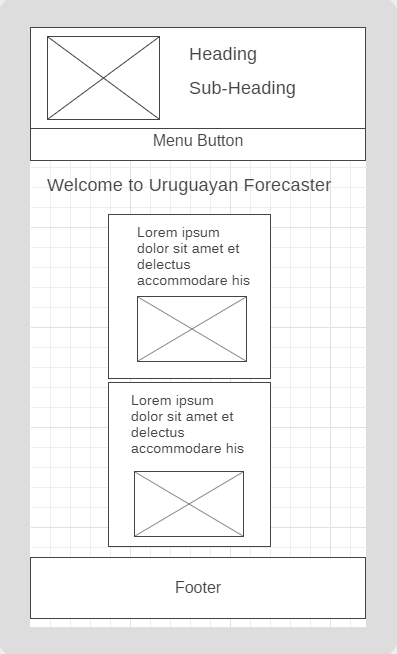 Heading
Sub-Heading
Menu Button
Welcome to Uruguayan Forecaster
Lorem ipsum
dolor sit amet et
delectus
accommodare his
Lorem ipsum
dolor sit amet et
delectus
accommodare his
Footer